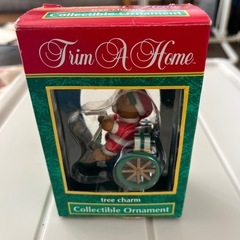 Collectible Ornament
Trim A Home
tree charm
Collectible Ornament